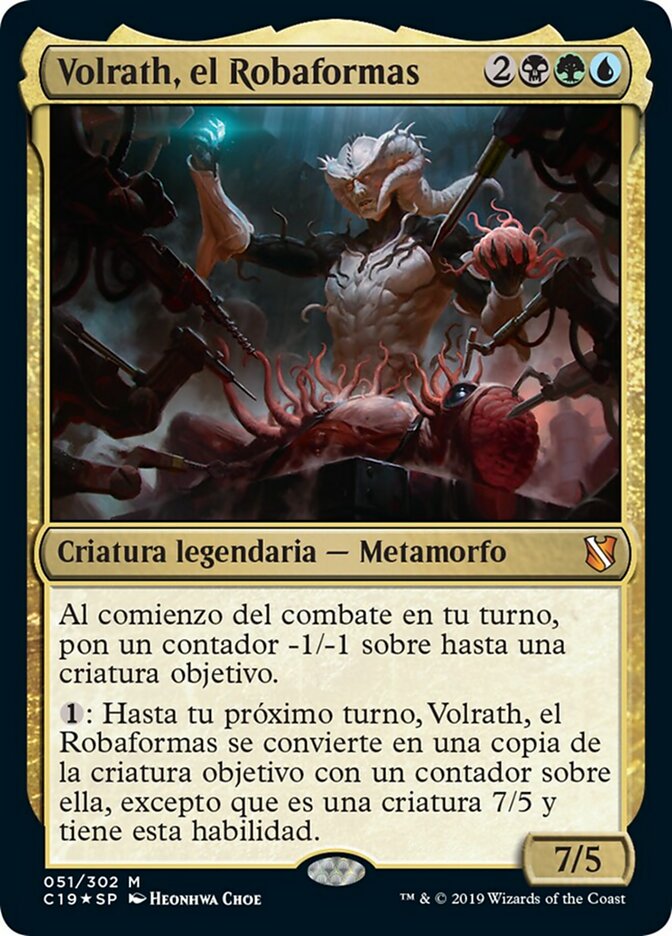 Volrath, el Robaformas 2
Criatura legendaria — Metamorfo
Al comienzo del combate en tu turno,
pon un contador -1/-1 sobre hasta una
criatura objetivo.
1: Hasta tu próximo turno, Volrath, el
Robaformas se convierte en una copia de
la criatura objetivo con un contador sobre
ella, excepto que es una criatura 7/5 y
tiene esta habilidad.
7/5
051/302 M
C19★SP Heonhwa Choe
™ & © 2019 Wizards of the Coast